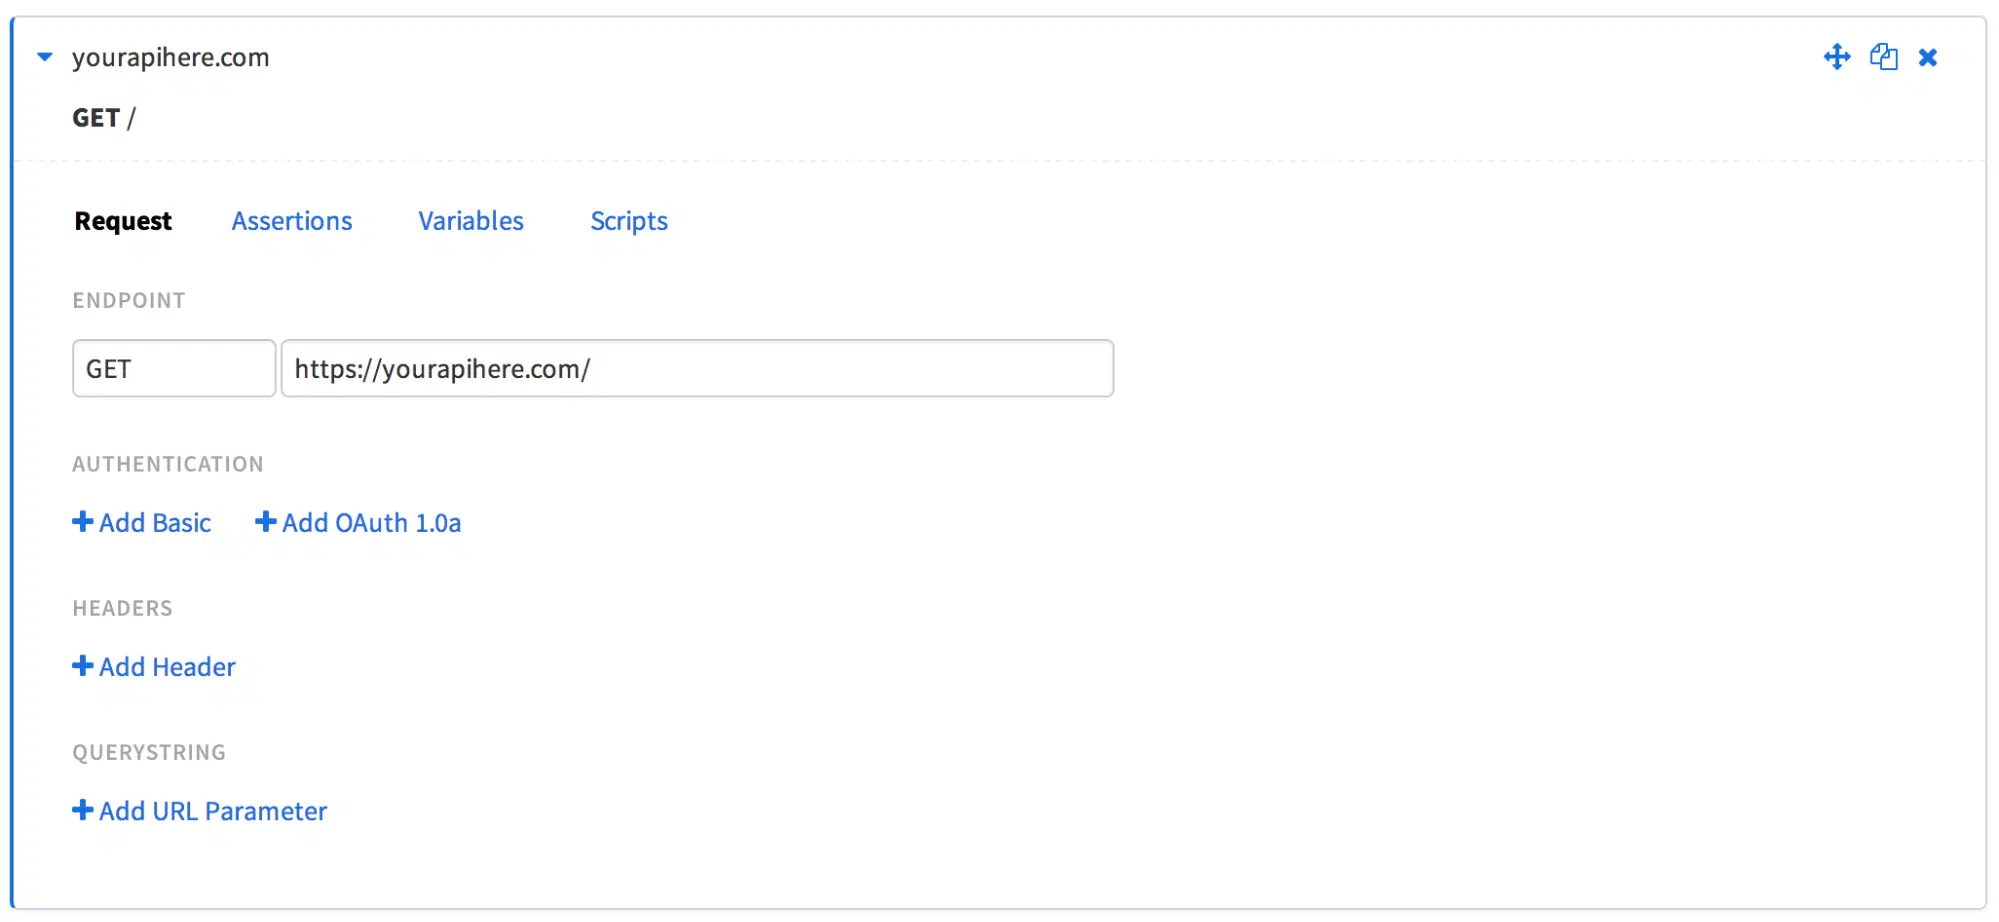 yourapihere.com
GET /
Request Assertions Variables Scripts
ENDPOINT
GET https://yourapihere.com/
AUTHENTICATION
Add Basic Add OAuth 1.0a
HEADERS
Add Header
QUERYSTRING
Add URL Parameter